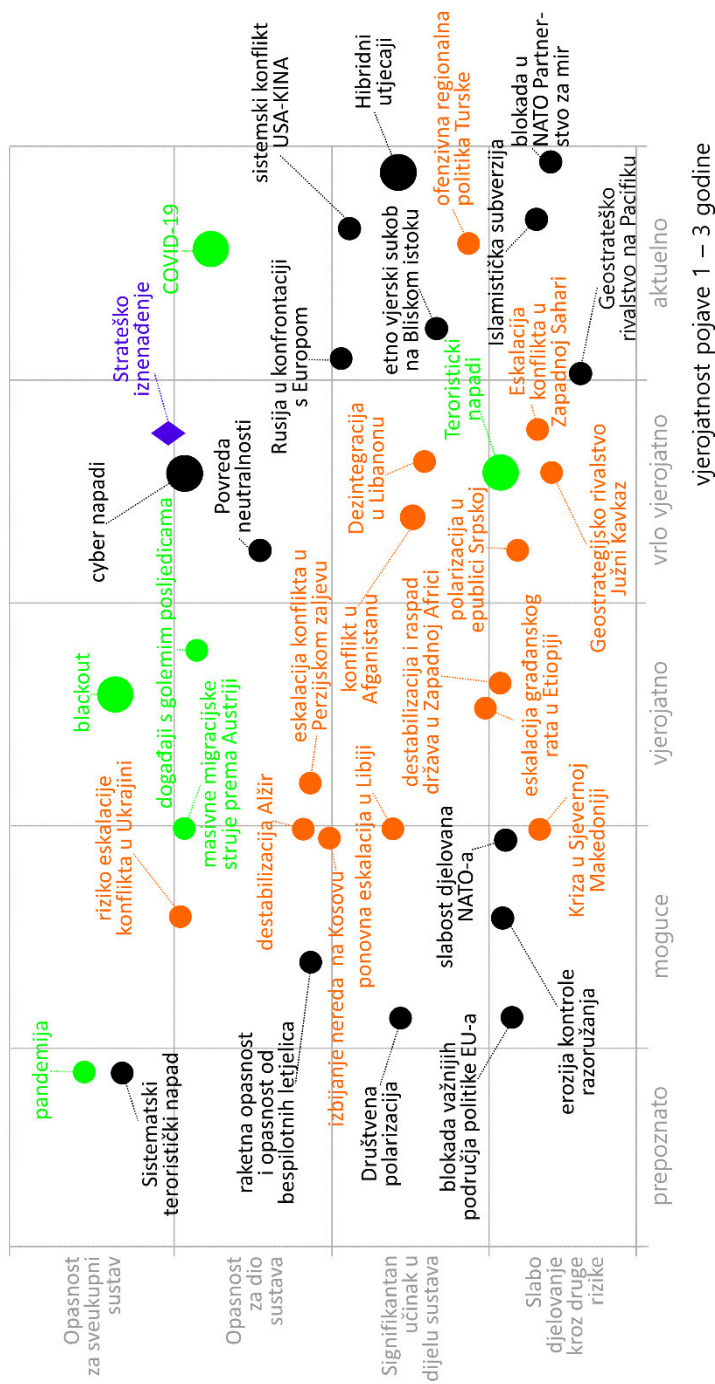 Opasnost
za sveukupni
sustav
Opasnost
za dio
sustava
Signifikantan
učinak u
dijelu sustava
Slabo
djelovanje
kroz druge
rizike
pandemija
Sistematski
teroristički napad
riziko eskalacije
konflikta u Ukrajini
blackout
događaji s golemim posljedicama
masivne migracijske
struje prema Austriji
cyber napadi
Strateško
iznenađenje
COVID-19
Povreda
neutralnosti
raketna opasnost
i opasnost od
bespilotnih letjelica
destabilizacija Alžir
izbijanje nereda na Kosovu
eskalacija konflikta u
Perzijskom zaljevu
Rusija u konfrontaciji
s Europom
sistemski konflikt
USA-KINA
Hibridni
utjecaji
Društvena
polarizacija
ponovna eskalacija u Libiji
konflikt u
Afganistanu
Dezintegracija
u Libanonu
etno vjerski sukob
na Bliskom istoku
ofenzivna regionalna
politika Turske
blokada važnijih
područja politike EU-a
erozija kontrole
razoružanja
slabost djelovana
NATO-a
Kriza u Sjevernoj
Makedoniji
destabilizacija i raspad
država u Zapadnoj Africi
eskalacija građanskog
rata u Etiopiji
polarizacija u
epublici Srpskoj
Teroristicki
napadi
Geostrategijsko rivalstvo
Južni Kavkaz
Eskalacija
konflikta u
Zapadnoj Sahari
Islamistička subverzija
blokada u
NATO Partner-
stvo za mir
Geostrateško
rivalstvo na Pacifiku
prepoznato
moguce
vjerojatno
vrlo vjerojatno
aktuelno
vjerojatnost pojave 1 – 3 godine